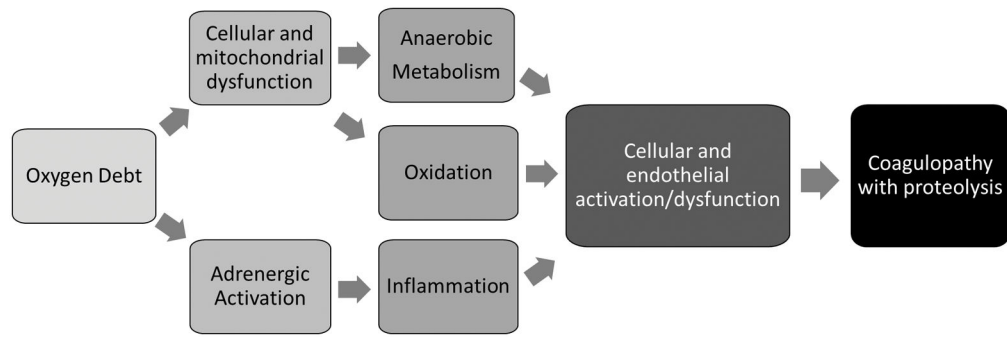 Oxygen Debt
Cellular and
mitochondrial
dysfunction
Adrenergic
Activation
Anaerobic
Metabolism
Oxidation
Inflammation
Cellular and
endothelial
activation/dysfunction
Coagulopathy
with proteolysis